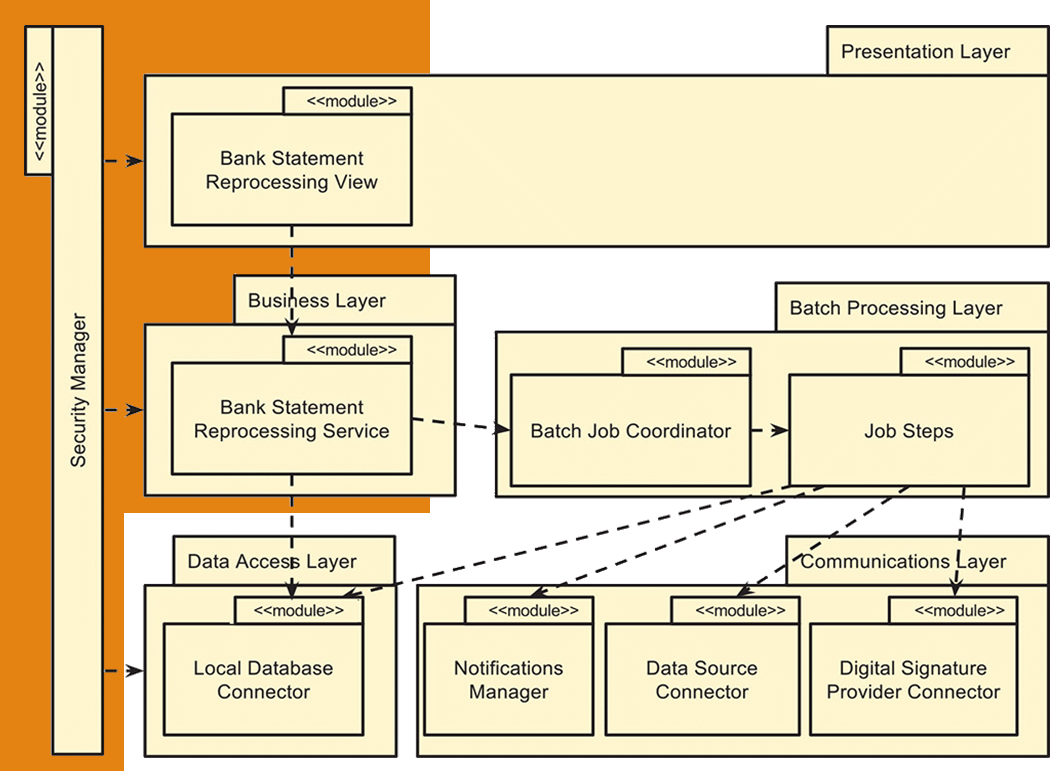 <<module>>
Security Manager
Presentation Layer
<<module>>
Bank Statement
Reprocessing View
Business Layer
<<module>>
Bank Statement
Reprocessing Service
Batch Processing Layer
<<module>>
Batch Job Coordinator
<<module>>
Job Steps
Data Access Layer
<<module>>
Local Database
Connector
Communications Layer
<<module>>
Notifications
Manager
<<module>>
Data Source
Connector
<<module>>
Digital Signature
Provider Connector